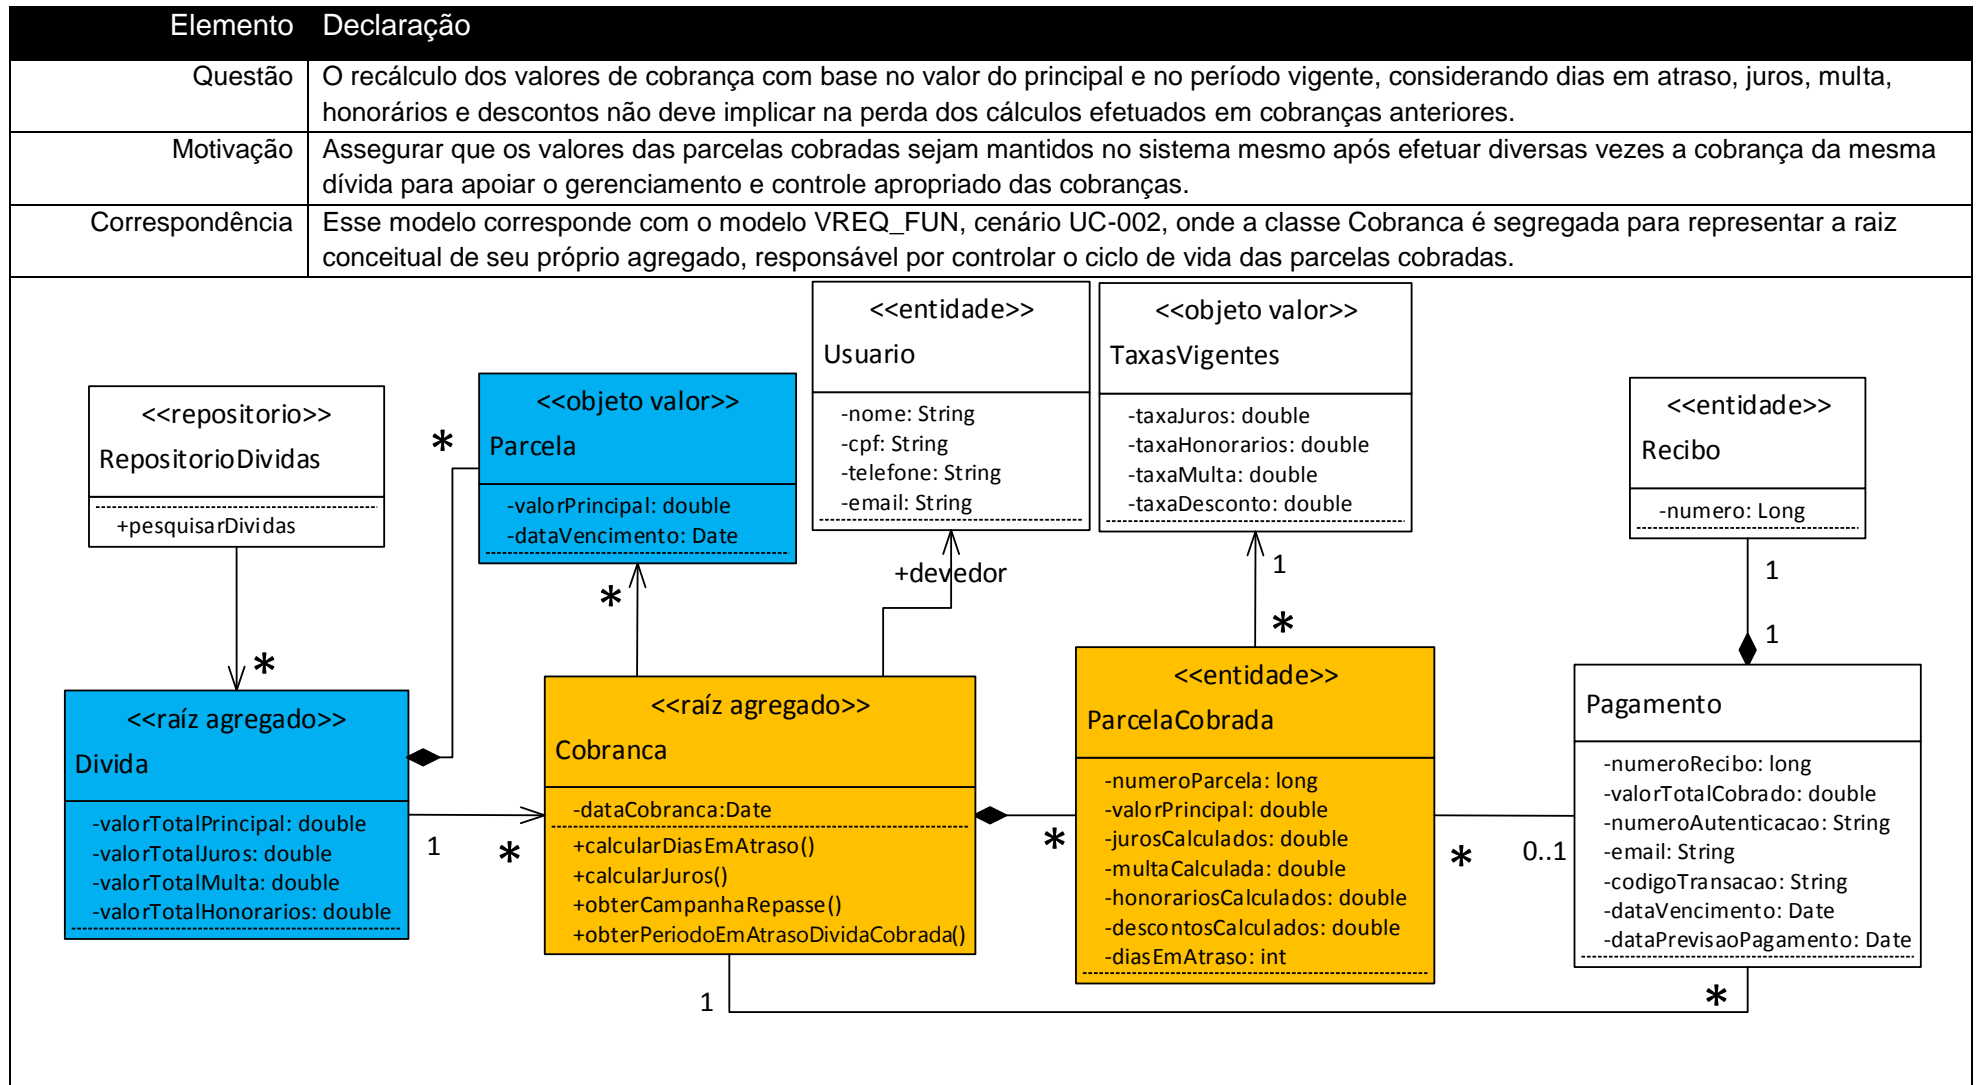 Elemento Declaração
Questão O recálculo dos valores de cobrança com base no valor do principal e no período vigente, considerando dias em atraso, juros, multa,
honorários e descontos não deve implicar na perda dos cálculos efetuados em cobranças anteriores.
Motivação Assegurar que os valores das parcelas cobradas sejam mantidos no sistema mesmo após efetuar diversas vezes a cobrança da mesma
dívida para apoiar o gerenciamento e controle apropriado das cobranças.
Correspondência Esse modelo corresponde com o modelo VREQ_FUN, cenário UC-002, onde a classe Cobranca é segregada para representar a raiz
conceitual de seu próprio agregado, responsável por controlar o ciclo de vida das parcelas cobradas.
<<repositorio>>
RepositorioDividas
+pesquisarDividas
*
<<objeto valor>>
Parcela
-valorPrincipal: double
-dataVencimento: Date
*
*
<<entidade>>
Usuario
-nome: String
-cpf: String
-telefone: String
-email: String
+devedor
<<objeto valor>>
TaxasVigentes
-taxaJuros: double
-taxaHonorarios: double
-taxaMulta: double
-taxaDesconto: double
1
*
<<entidade>>
Recibo
-numero: Long
1
1
<<raíz agregado>>
Divida
-valorTotalPrincipal: double
-valorTotalJuros: double
-valorTotalMulta: double
-valorTotalHonorarios: double
1
*
<<raíz agregado>>
Cobranca
-dataCobranca:Date
+calcularDiasEmAtraso()
+calcularJuros()
+obterCampanhaRepasse()
+obterPeriodoEmAtrasoDividaCobrada()
*
<<entidade>>
ParcelaCobrada
-numeroParcela: long
-valorPrincipal: double
-jurosCalculados: double
-multaCalculada: double
-honorariosCalculados: double
-descontosCalculados: double
-diasEmAtraso: int
*
0..1
Pagamento
-numeroRecibo: long
-valorTotalCobrado: double
-numeroAutenticacao: String
-email: String
-codigoTransacao: String
-dataVencimento: Date
-dataPrevisaoPagamento: Date
1
*